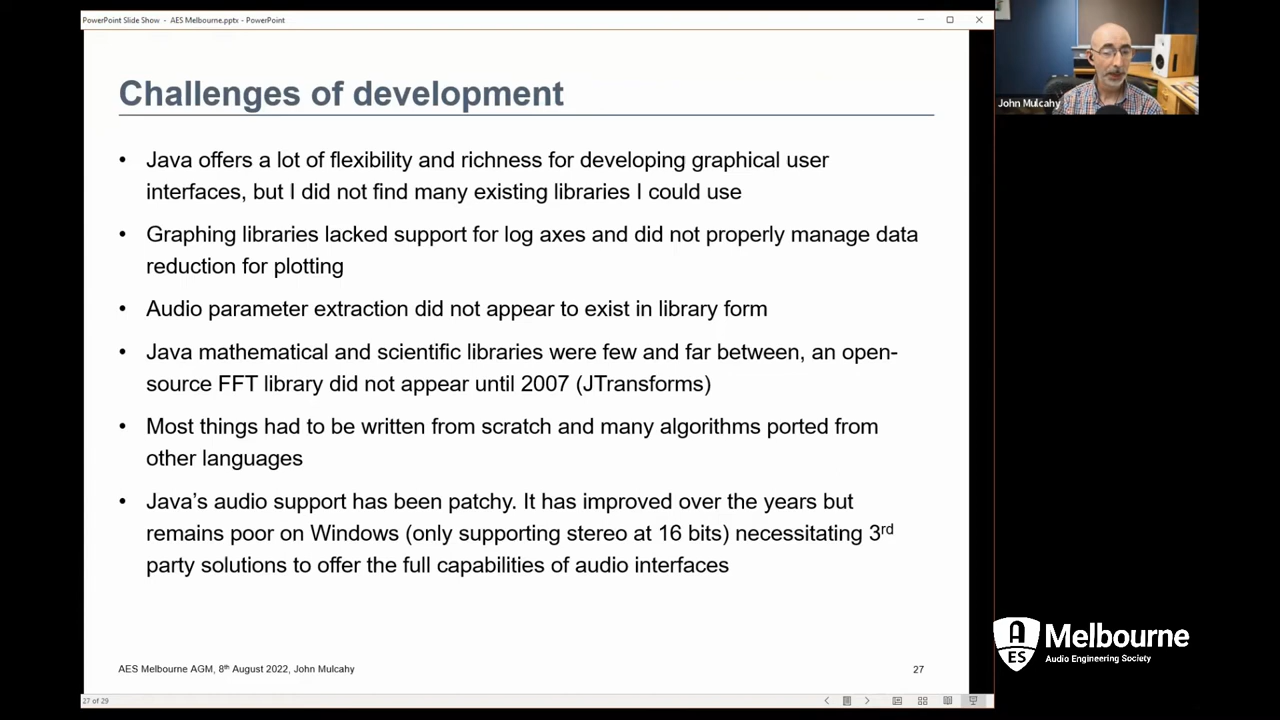 PowerPoint Slide Show - AES Melbourne.pptx - PowerPoint
Challenges of development
• Java offers a lot of flexibility and richness for developing graphical user
interfaces, but I did not find many existing libraries I could use
• Graphing libraries lacked support for log axes and did not properly manage data
reduction for plotting
• Audio parameter extraction did not appear to exist in library form
• Java mathematical and scientific libraries were few and far between, an open-
source FFT library did not appear until 2007 (JTransforms)
• Most things had to be written from scratch and many algorithms ported from
other languages
• Java’s audio support has been patchy. It has improved over the years but
remains poor on Windows (only supporting stereo at 16 bits) necessitating 3rd
party solutions to offer the full capabilities of audio interfaces
AES Melbourne AGM, 8th August 2022, John Mulcahy
27
27 of 29
John Mulcahy
AES
Melbourne
Audio Engineering Society